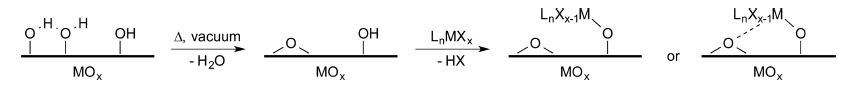 O H O H OH
Δ, vacuum
- H₂O
MOₓ
O OH
MOₓ
LₙMXₓ
- HX
LₙXₓ₋₁M
O O
MOₓ
or
LₙXₓ₋₁M
O O
MOₓ